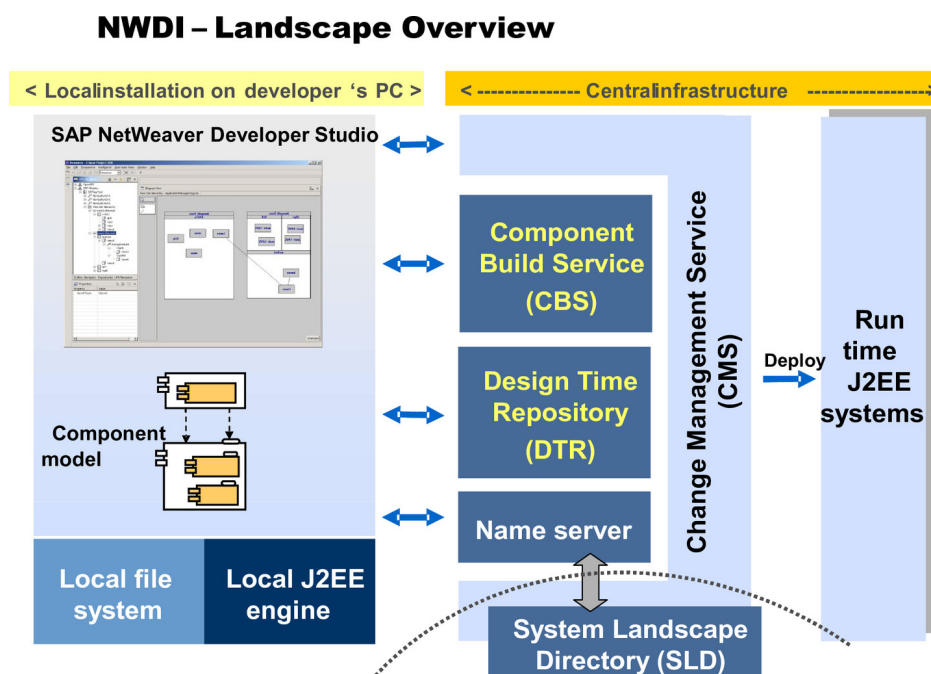 NWDI – Landscape Overview
< Localinstallation on developer ‘s PC >
< --------------- Centralinfrastructure ------------------>
SAP NetWeaver Developer Studio
Component
model
Local file
system
Local J2EE
engine
Component
Build Service
(CBS)
Design Time
Repository
(DTR)
Name server
System Landscape
Directory (SLD)
Change Management Service
(CMS)
Deploy
Run
time
J2EE
systems